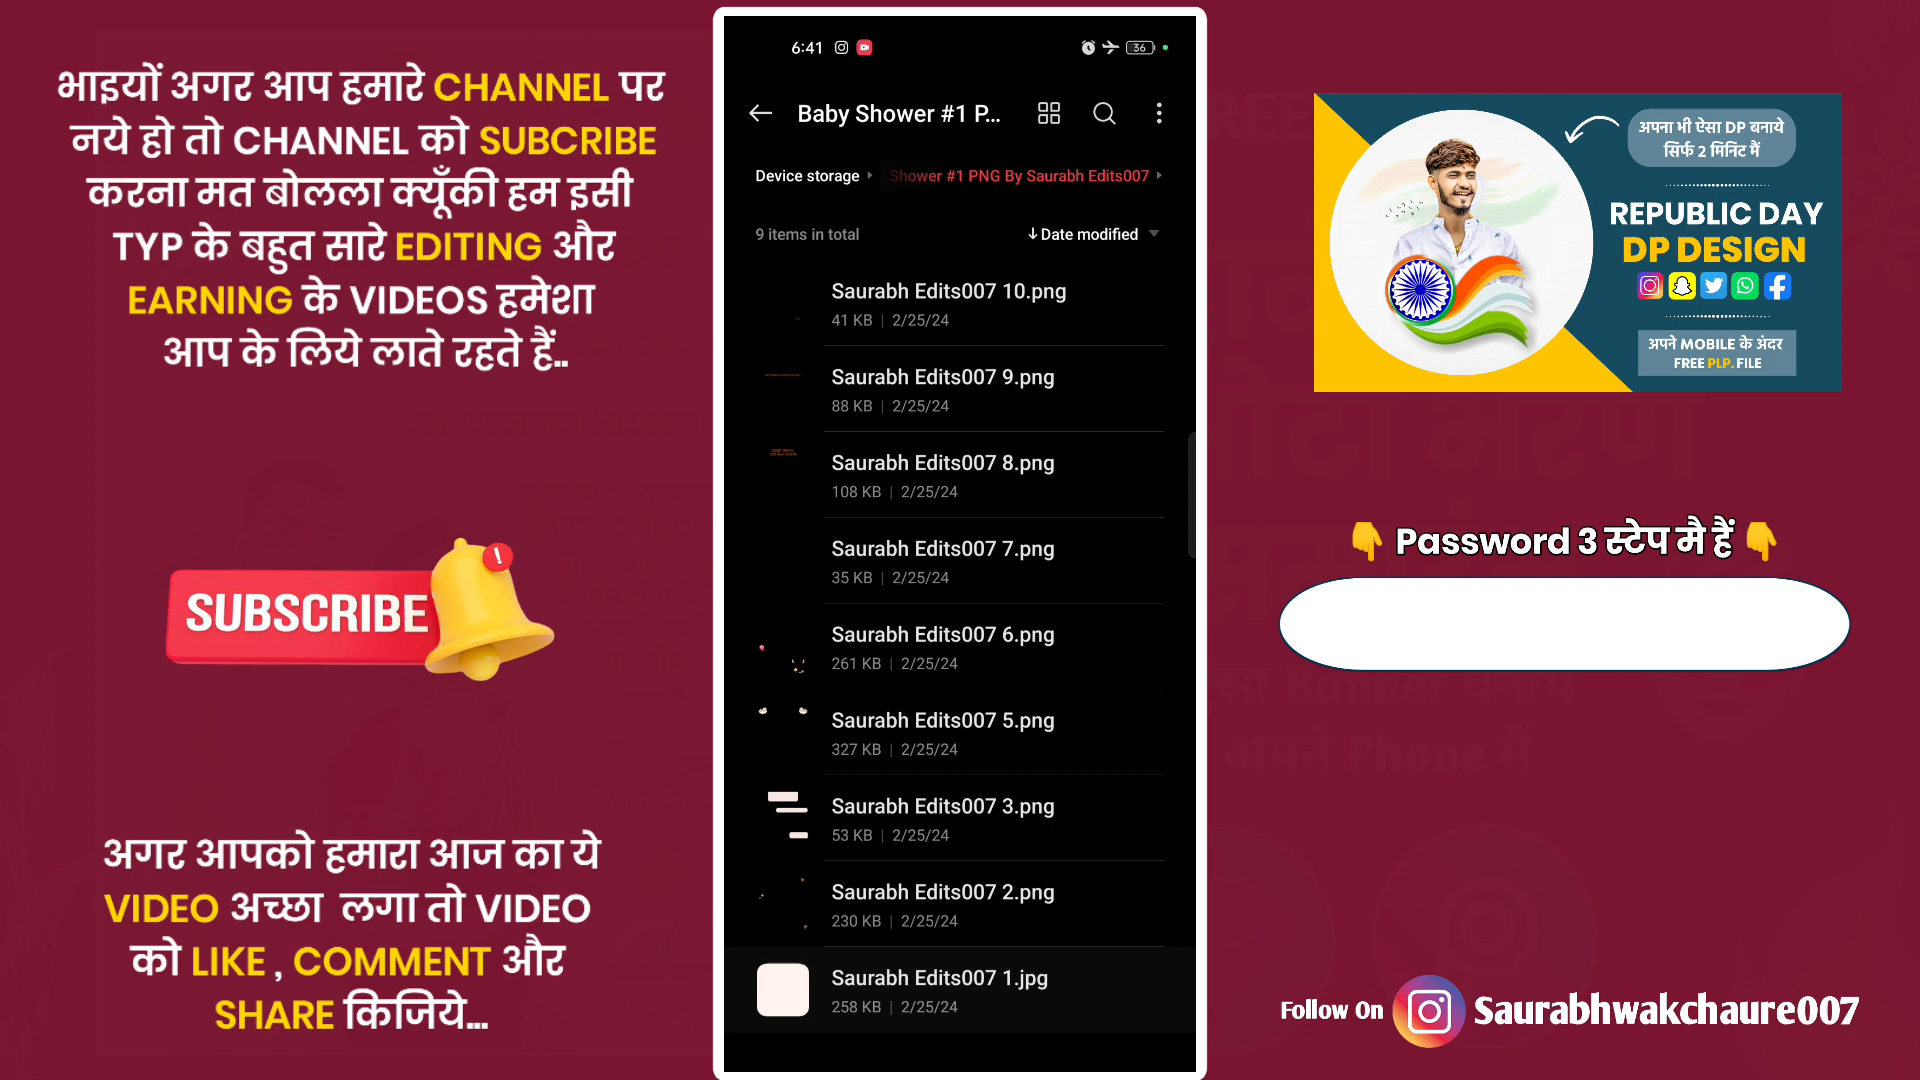 भाइयों अगर आप हमारे CHANNEL पर
नये हो तो CHANNEL को SUBCRIBE
करना मत बोलला क्यूँकी हम इसी
TYP के बहुत सारे EDITING और
EARNING के VIDEOS हमेशा
आप के लिये लाते रहते हैं..
SUBSCRIBE
!
अगर आपको हमारा आज का ये
VIDEO अच्छा लगा तो VIDEO
को LIKE , COMMENT और
SHARE किजिये...
6:41
36
Baby Shower #1 P...
Device storage
Shower #1 PNG By Saurabh Edits007
9 items in total
Date modified
Saurabh Edits007 10.png
41 KB | 2/25/24
Saurabh Edits007 9.png
88 KB | 2/25/24
Saurabh Edits007 8.png
108 KB | 2/25/24
Saurabh Edits007 7.png
35 KB | 2/25/24
Saurabh Edits007 6.png
261 KB | 2/25/24
Saurabh Edits007 5.png
327 KB | 2/25/24
Saurabh Edits007 3.png
53 KB | 2/25/24
Saurabh Edits007 2.png
230 KB | 2/25/24
Saurabh Edits007 1.jpg
258 KB | 2/25/24
अपना भी ऐसा DP बनाये
सिर्फ 2 मिनिट मैं
REPUBLIC DAY
DP DESIGN
अपने MOBILE के अंदर
FREE PLP. FILE
Password 3 स्टेप मै हैं
Banner बनाये
अपने Phone में
Follow On Saurabhwakchaure007